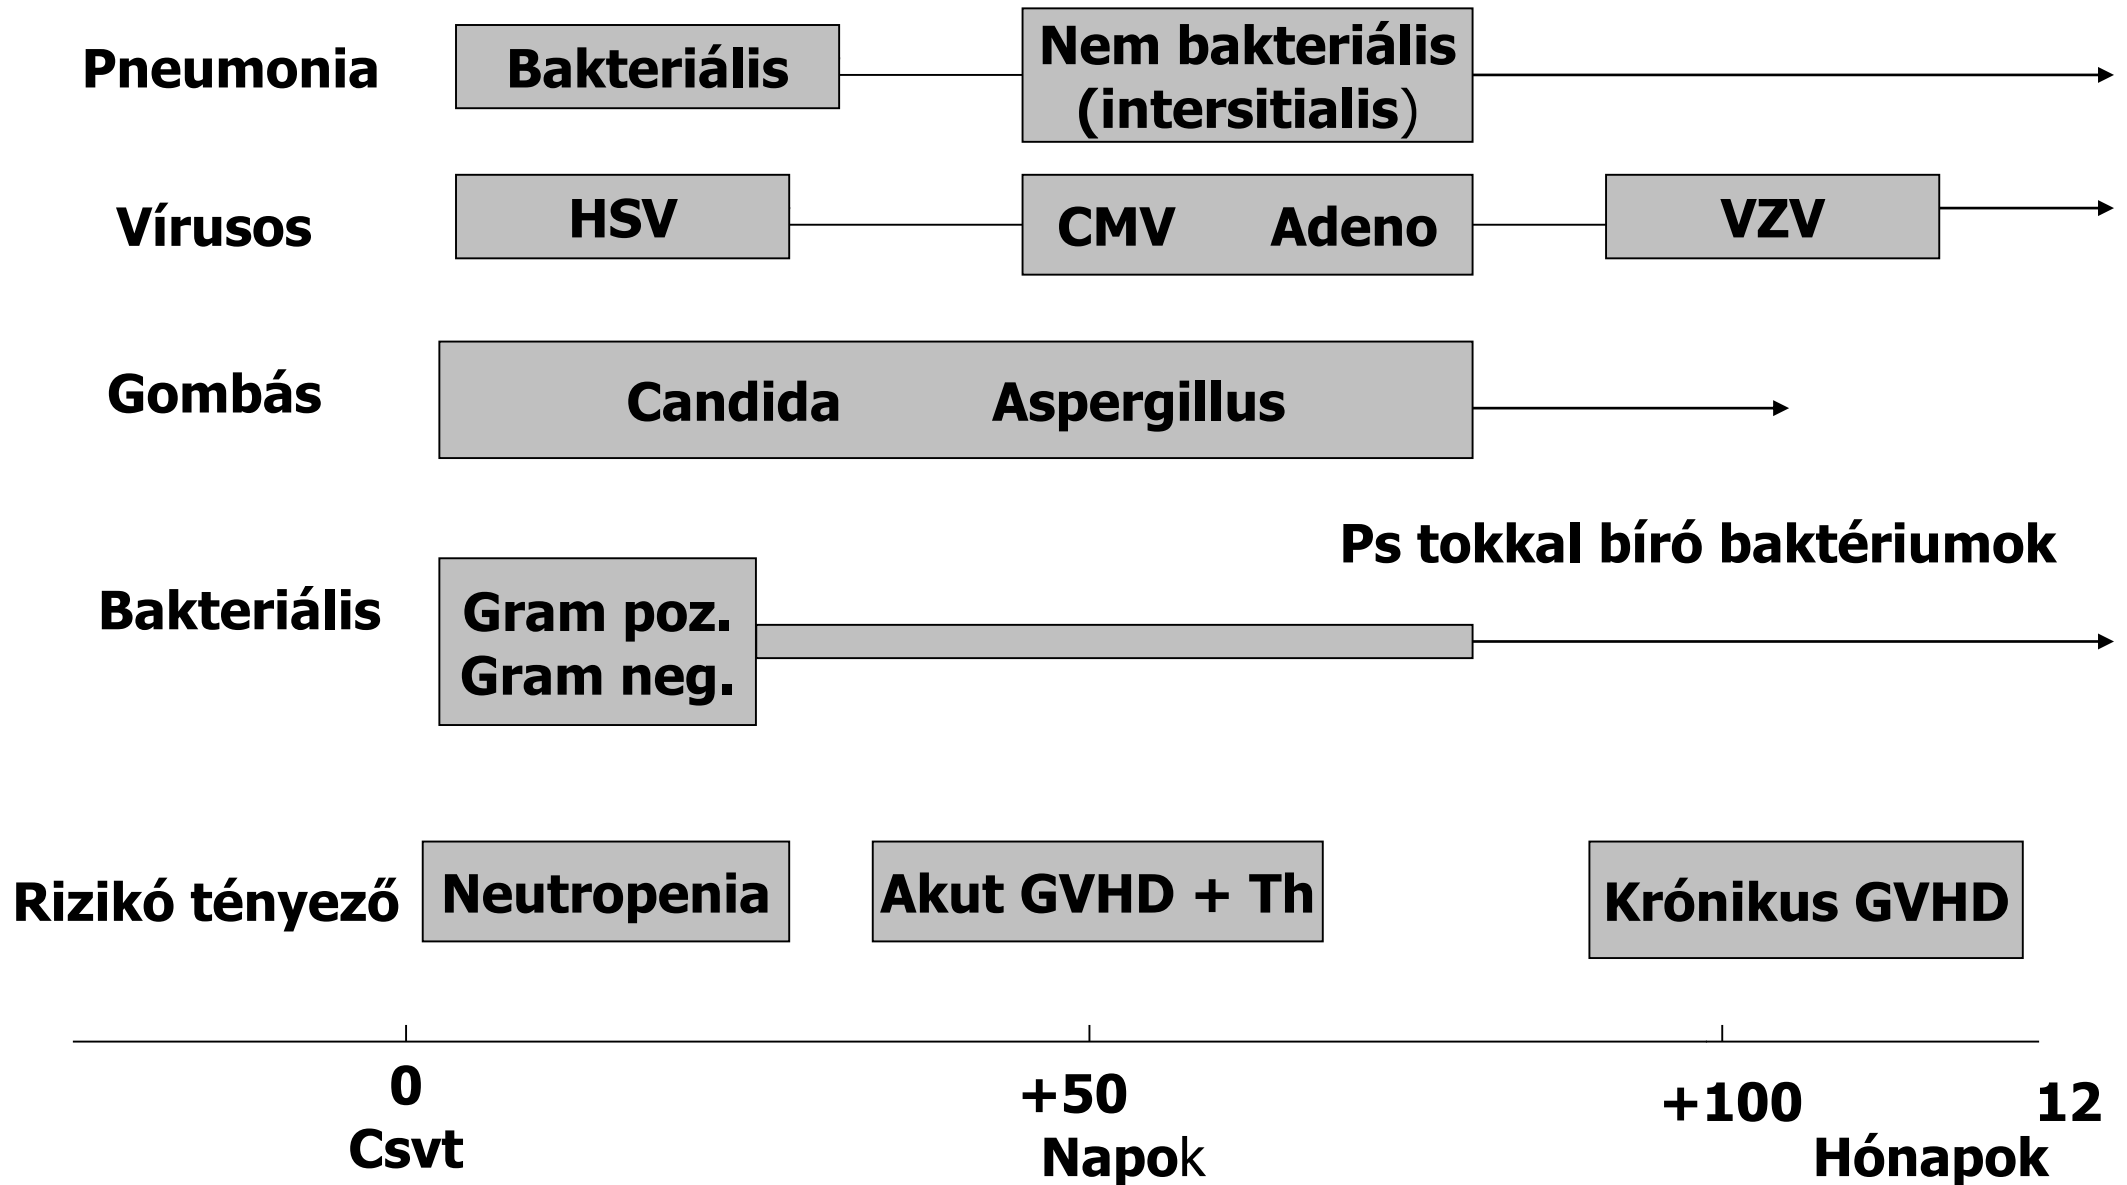 Pneumonia
Bakteriális
Nem bakteriális
(intersitialis)
Vírusos
HSV
CMV Adeno
VZV
Gombás
Candida Aspergillus
Ps tokkal bíró baktériumok
Bakteriális
Gram poz.
Gram neg.
Rizikó tényező
Neutropenia
Akut GVHD + Th
Krónikus GVHD
0
+50
+100
12
Csvt
Napok
Hónapok